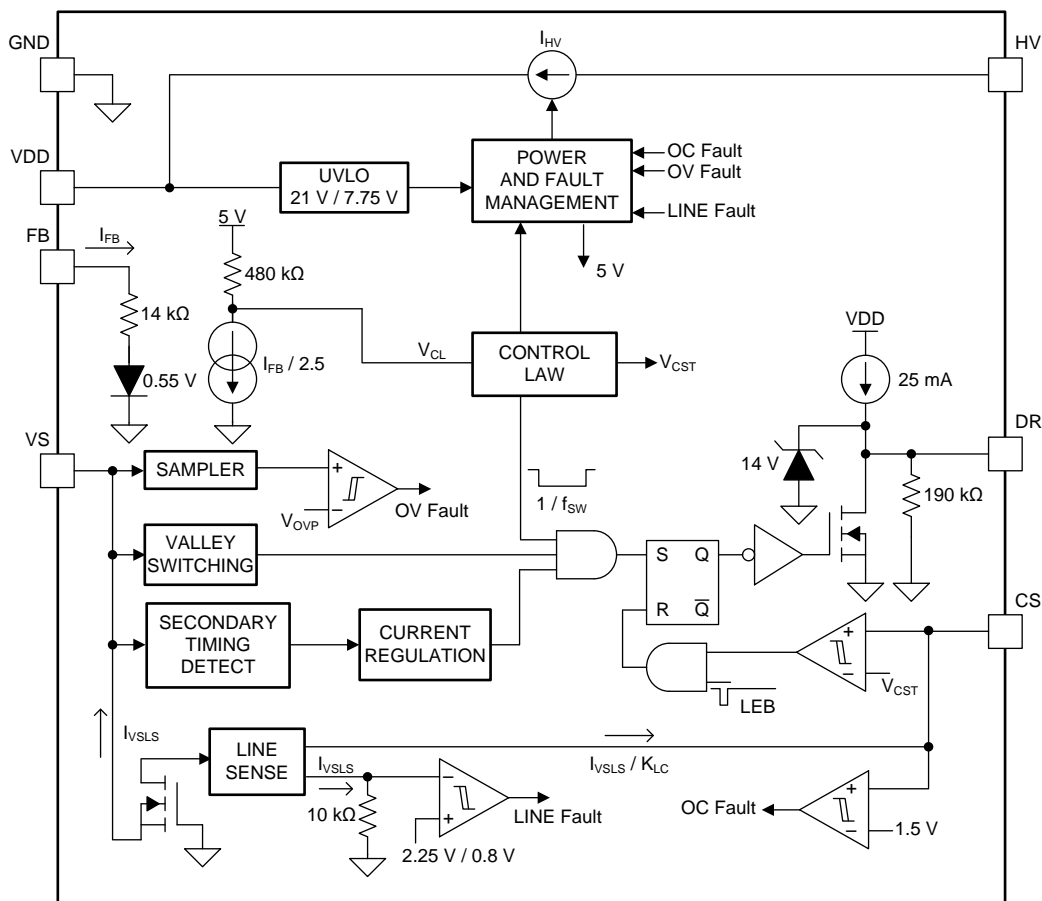 GND
HV
I_HV
VDD
UVLO
21 V / 7.75 V
POWER
AND FAULT
MANAGEMENT
OC Fault
OV Fault
LINE Fault
5 V
FB
I_FB
5 V
480 kΩ
14 kΩ
0.55 V
I_FB / 2.5
V_CL
CONTROL
LAW
V_CST
VDD
25 mA
DR
14 V
190 kΩ
VS
SAMPLER
+
−
V_OVP
OV Fault
1 / f_SW
VALLEY
SWITCHING
S Q
R Q̅
CS
SECONDARY
TIMING
DETECT
CURRENT
REGULATION
+
−
V_CST
LEB
I_VSLS
LINE
SENSE
I_VSLS
I_VSLS / K_LC
10 kΩ
−
+
2.25 V / 0.8 V
LINE Fault
OC Fault
+
−
1.5 V